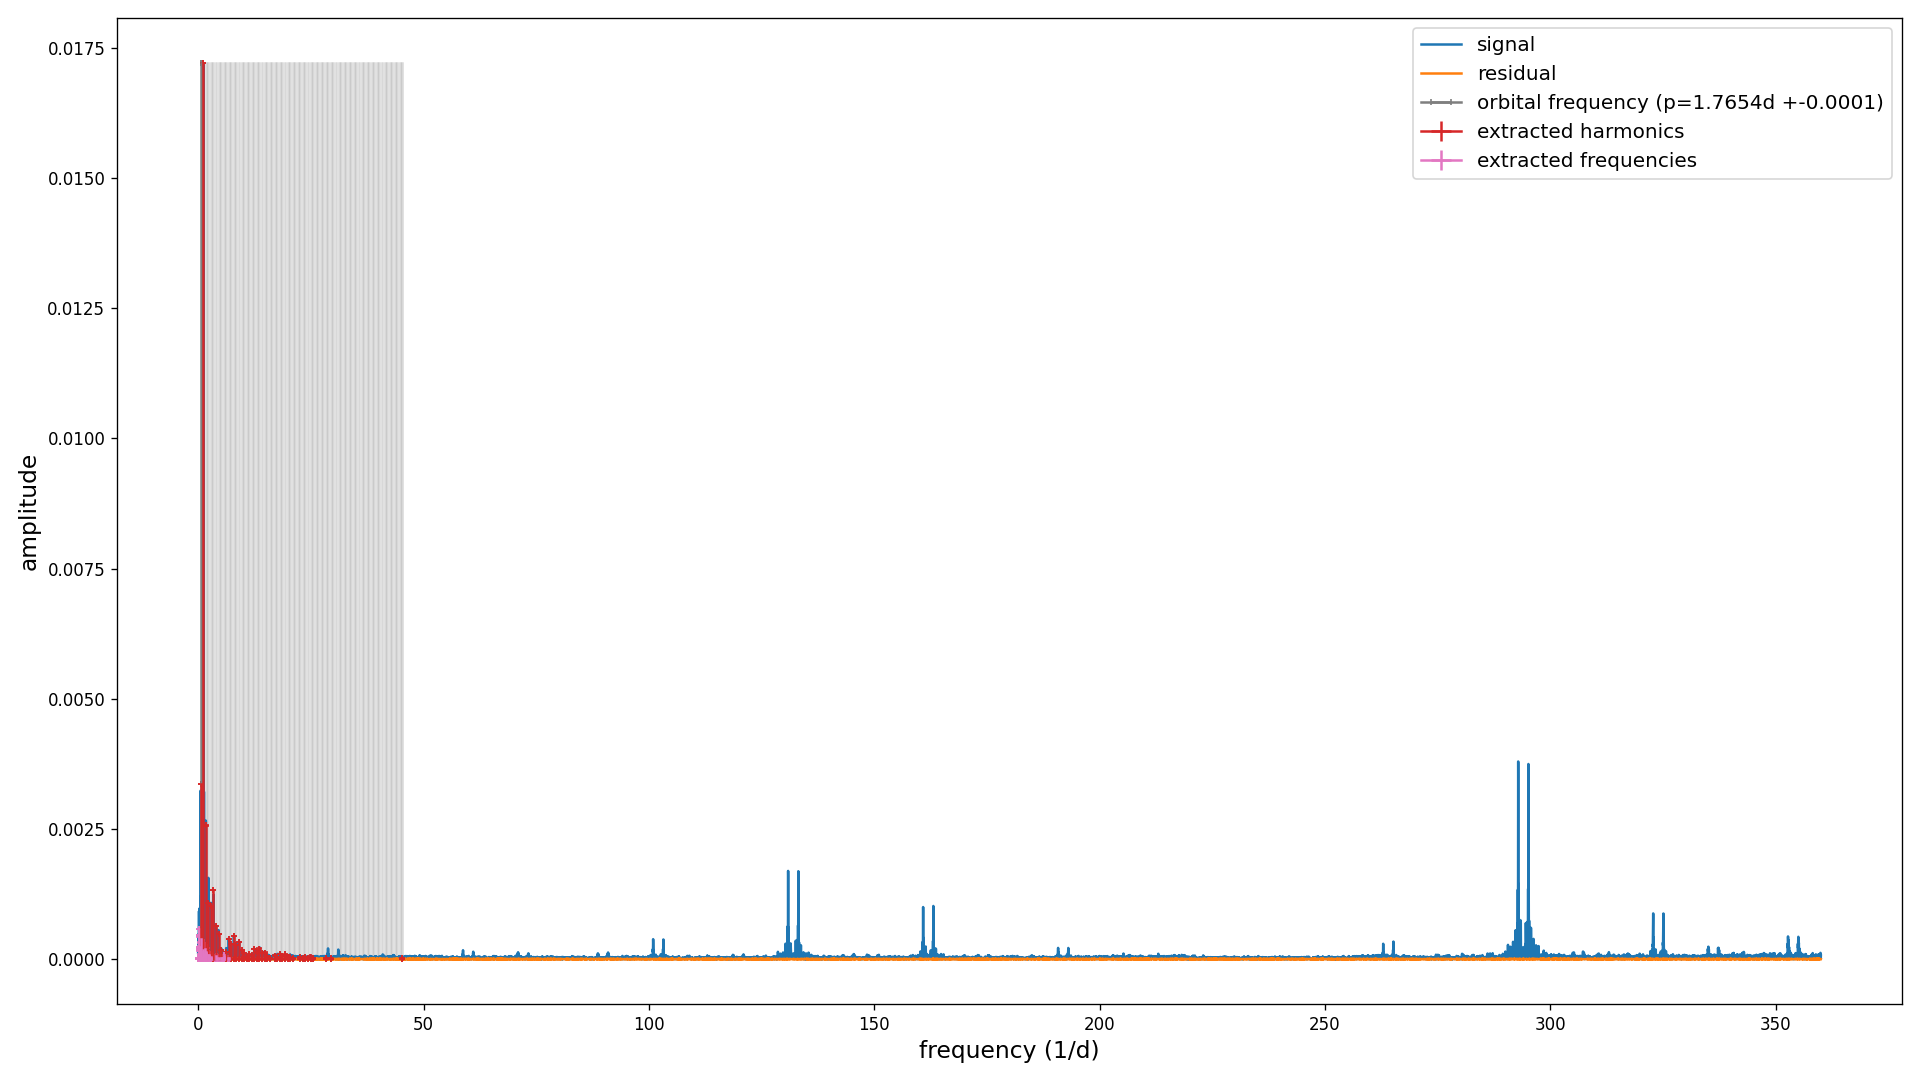 signal
residual
orbital frequency (p=1.7654d +-0.0001)
extracted harmonics
extracted frequencies
amplitude
0.0175
0.0150
0.0125
0.0100
0.0075
0.0050
0.0025
0.0000
0 50 100 150 200 250 300 350
frequency (1/d)